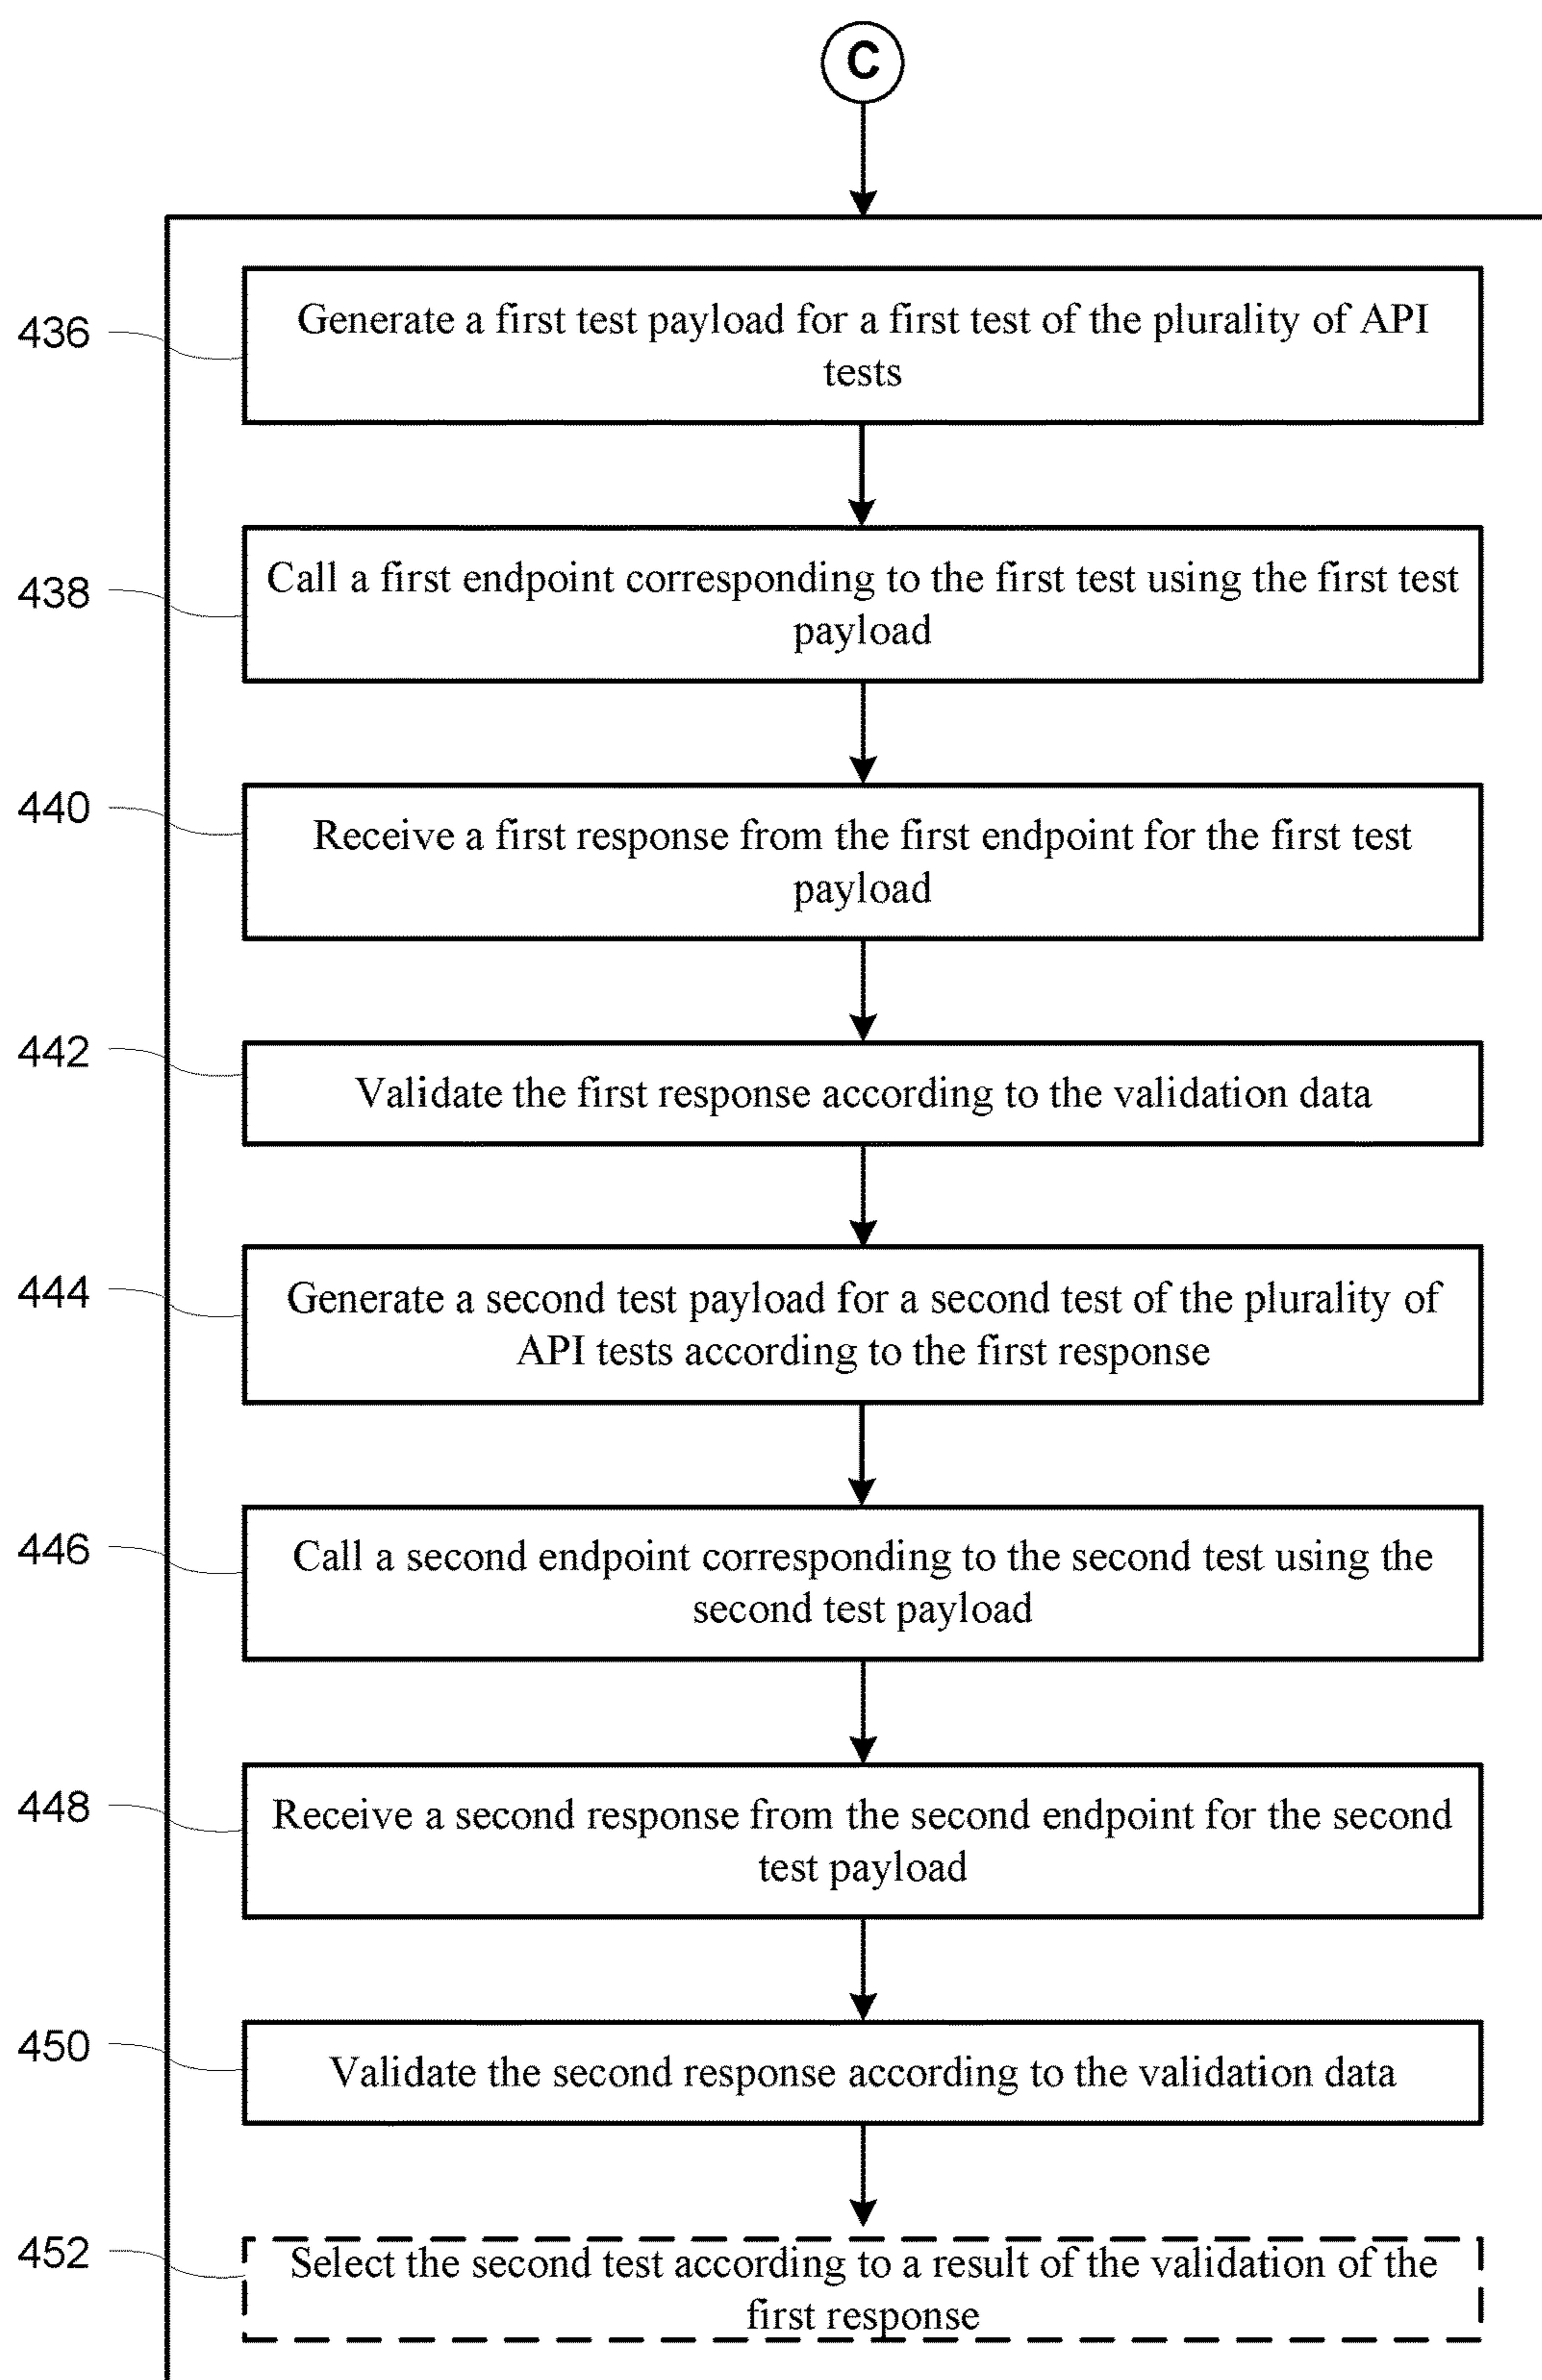 C
436
Generate a first test payload for a first test of the plurality of API
tests
438
Call a first endpoint corresponding to the first test using the first test
payload
440
Receive a first response from the first endpoint for the first test
payload
442
Validate the first response according to the validation data
444
Generate a second test payload for a second test of the plurality of
API tests according to the first response
446
Call a second endpoint corresponding to the second test using the
second test payload
448
Receive a second response from the second endpoint for the second
test payload
450
Validate the second response according to the validation data
452
Select the second test according to a result of the validation of the
first response